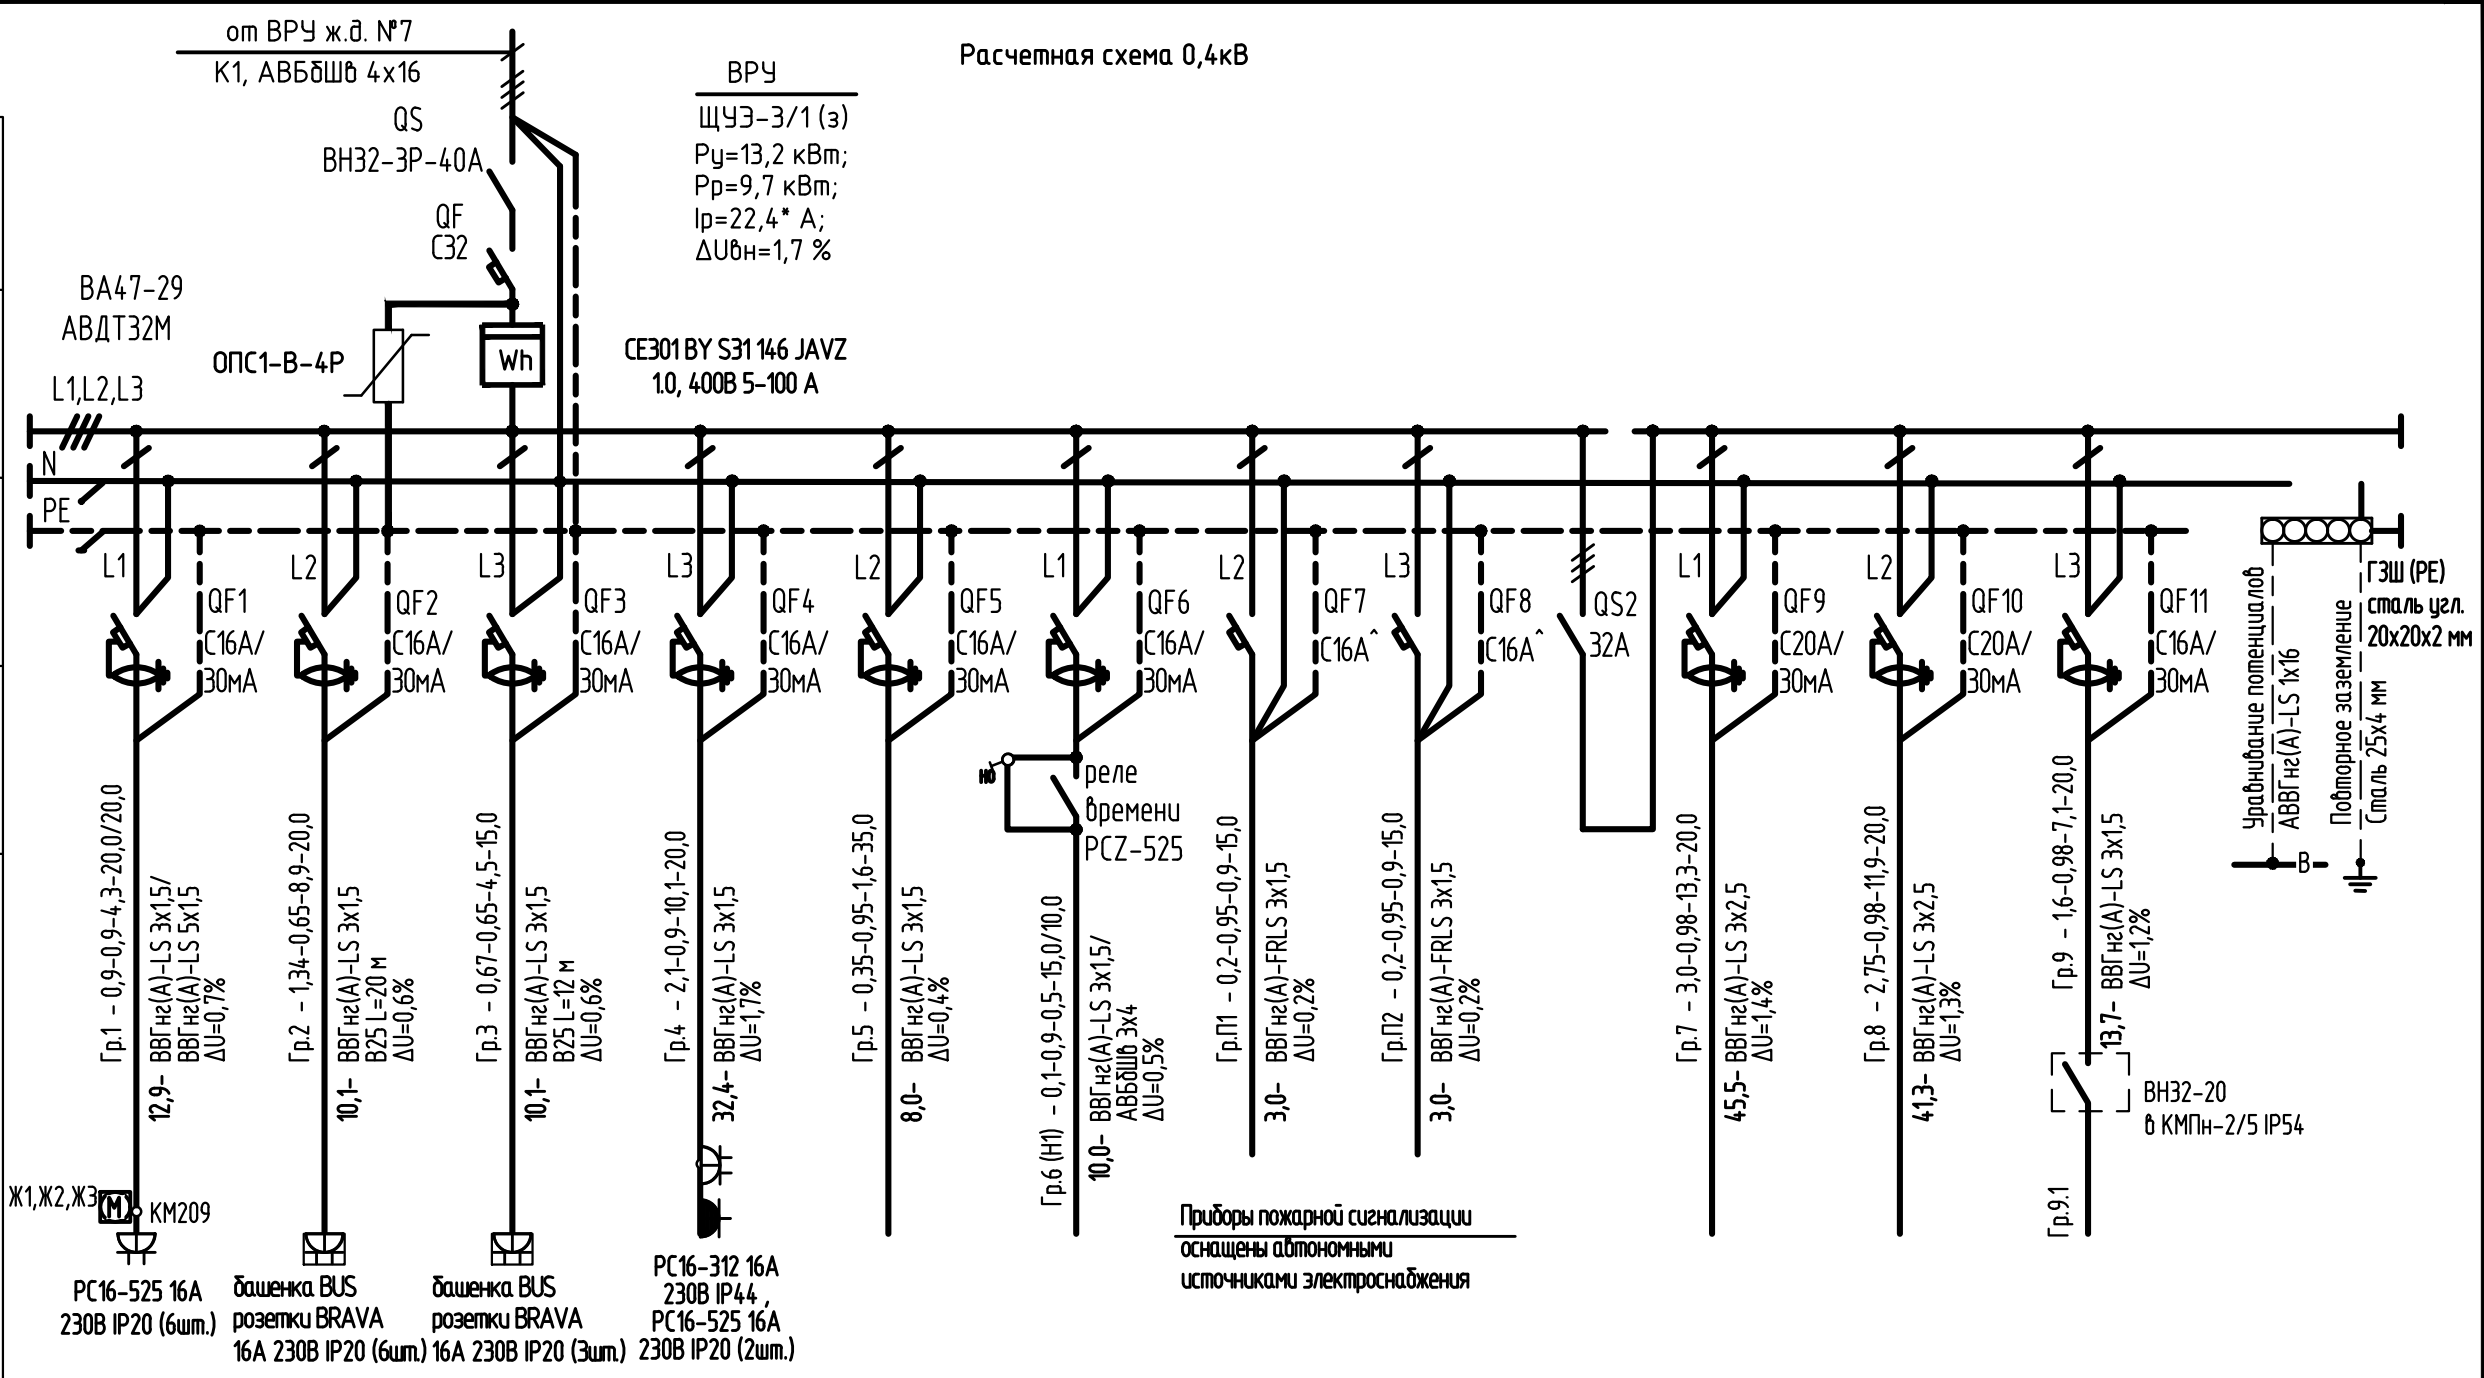 от ВРУ ж.д. №7
К1, АВБбШв 4х16
Расчетная схема 0,4кВ
ВРУ
ЩУЭ-3/1 (з)
Ру=13,2 кВт;
Рр=9,7 кВт;
Iр=22,4* А;
ΔUвн=1,7 %
QS
ВН32-3Р-40А
QF
С32
ВА47-29
АВДТ32М
ОПС1-В-4Р
Wh
СЕ301 BY S31 146 JAVZ
1.0, 400В 5-100 А
L1,L2,L3
N
PE
L1
QF1
С16А/
30мА
L2
QF2
С16А/
30мА
L3
QF3
С16А/
30мА
L3
QF4
С16А/
30мА
L2
QF5
С16А/
30мА
L1
QF6
С16А/
30мА
L2
QF7
С16А^
L3
QF8
С16А^
QS2
32А
L1
QF9
С20А/
30мА
L2
QF10
С20А/
30мА
L3
QF11
С16А/
30мА
ГЗШ (РЕ)
сталь угл.
20х20х2 мм
Уравнивание потенциалов
АВВГнг(А)-LS 1х16
Повторное заземление
Сталь 25х4 мм
В
но
реле
времени
PCZ-525
Гр.1 - 0,9-0,9-4,3-20,0/20,0
12,9- ВВГнг(А)-LS 3х1,5/
ВВГнг(А)-LS 5х1,5
ΔU=0,7%
Гр.2 - 1,34-0,65-8,9-20,0
10,1- ВВГнг(А)-LS 3х1,5
В25 L=20 м
ΔU=0,6%
Гр.3 - 0,67-0,65-4,5-15,0
10,1- ВВГнг(А)-LS 3х1,5
В25 L=12 м
ΔU=0,6%
Гр.4 - 2,1-0,9-10,1-20,0
32,4- ВВГнг(А)-LS 3х1,5
ΔU=1,7%
Гр.5 - 0,35-0,95-1,6-35,0
8,0- ВВГнг(А)-LS 3х1,5
ΔU=0,4%
Гр.6 (Н1) - 0,1-0,9-0,5-15,0/10,0
10,0- ВВГнг(А)-LS 3х1,5/
АВБбШв 3х4
ΔU=0,5%
Гр.П1 - 0,2-0,95-0,9-15,0
3,0- ВВГнг(А)-FRLS 3х1,5
ΔU=0,2%
Гр.П2 - 0,2-0,95-0,9-15,0
3,0- ВВГнг(А)-FRLS 3х1,5
ΔU=0,2%
Гр.7 - 3,0-0,98-13,3-20,0
45,5- ВВГнг(А)-LS 3х2,5
ΔU=1,4%
Гр.8 - 2,75-0,98-11,9-20,0
41,3- ВВГнг(А)-LS 3х2,5
ΔU=1,3%
Гр.9 - 1,6-0,98-7,1-20,0
13,7- ВВГнг(А)-LS 3х1,5
ΔU=1,2%
ВН32-20
в КМПн-2/5 IP54
Гр.9.1
Ж1,Ж2,Ж3
М
КМ209
РС16-525 16А
230В IP20 (6шт.)
башенка BUS
розетки BRAVA
16А 230В IP20 (6шт.)
башенка BUS
розетки BRAVA
16А 230В IP20 (3шт.)
РС16-312 16А
230В IP44 ,
РС16-525 16А
230В IP20 (2шт.)
Приборы пожарной сигнализации
оснащены автономными
источниками электроснабжения